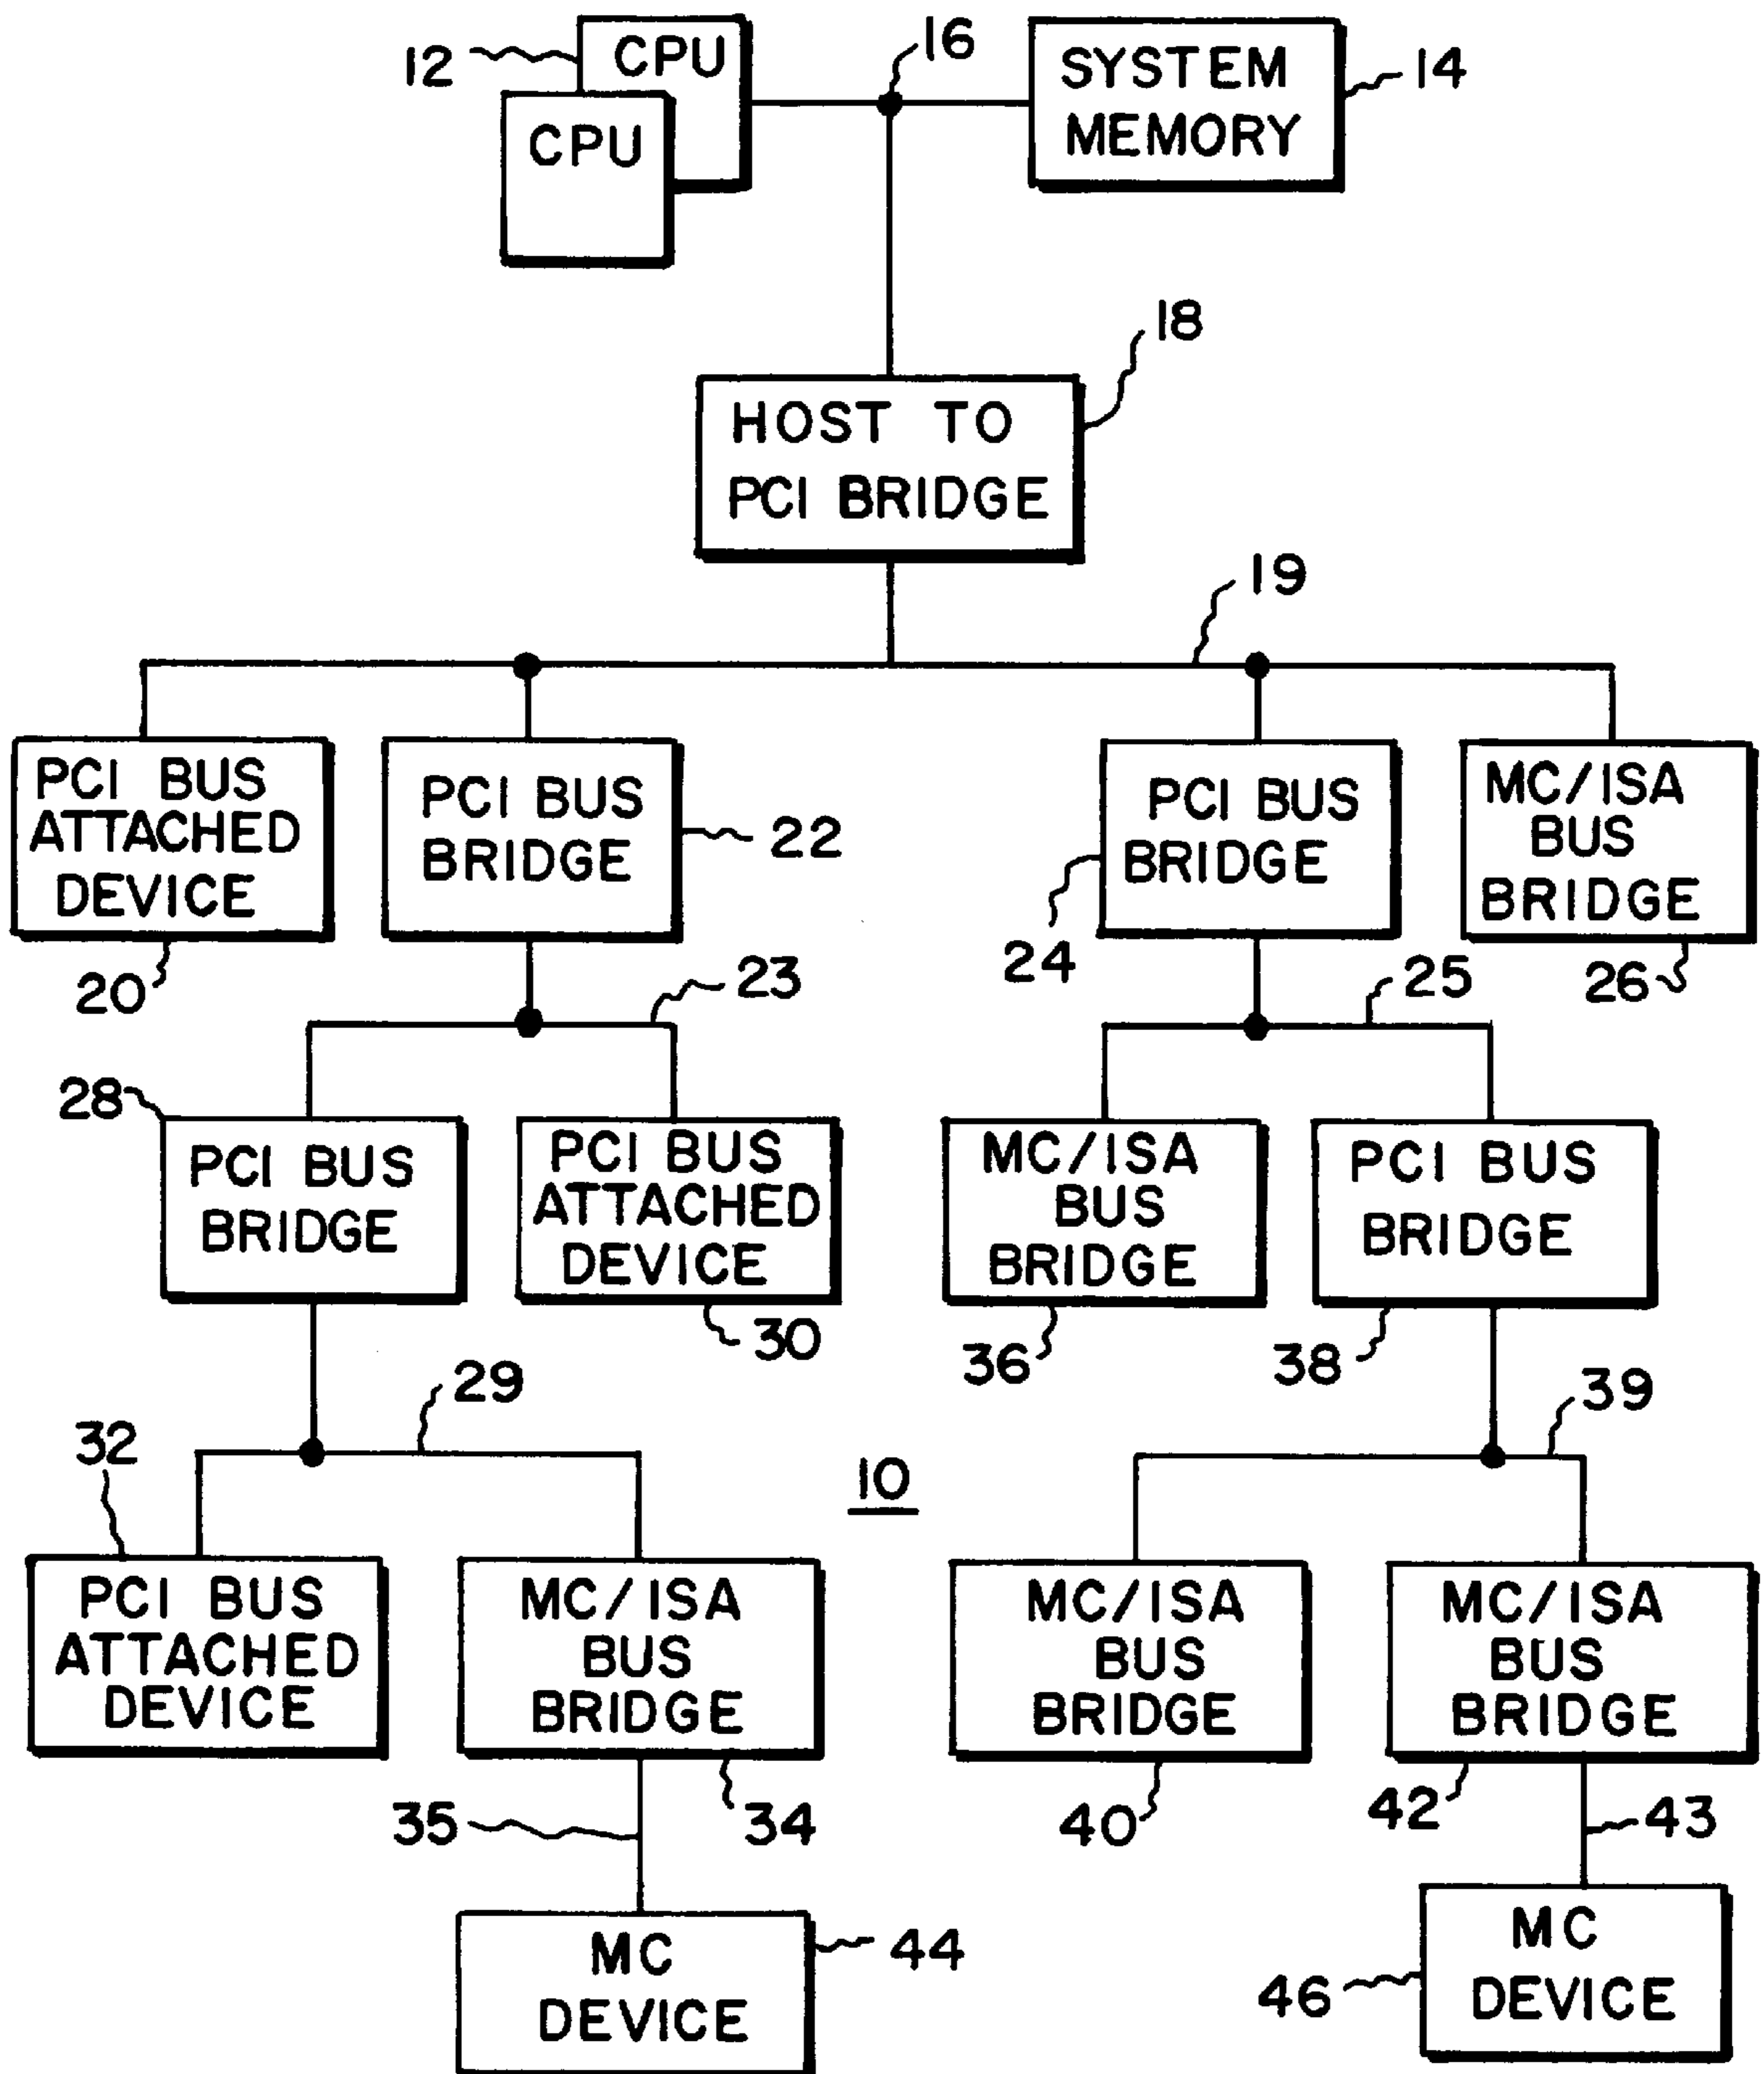 12
CPU
CPU
16
SYSTEM
MEMORY
14
18
HOST TO
PCI BRIDGE
19
PCI BUS
ATTACHED
DEVICE
20
PCI BUS
BRIDGE
22
PCI BUS
BRIDGE
24
MC/ISA
BUS
BRIDGE
26
23
25
28
PCI BUS
BRIDGE
PCI BUS
ATTACHED
DEVICE
30
MC/ISA
BUS
BRIDGE
36
PCI BUS
BRIDGE
38
29
39
32
10
PCI BUS
ATTACHED
DEVICE
MC/ISA
BUS
BRIDGE
34
35
MC/ISA
BUS
BRIDGE
40
MC/ISA
BUS
BRIDGE
42
43
MC
DEVICE
44
MC
DEVICE
46